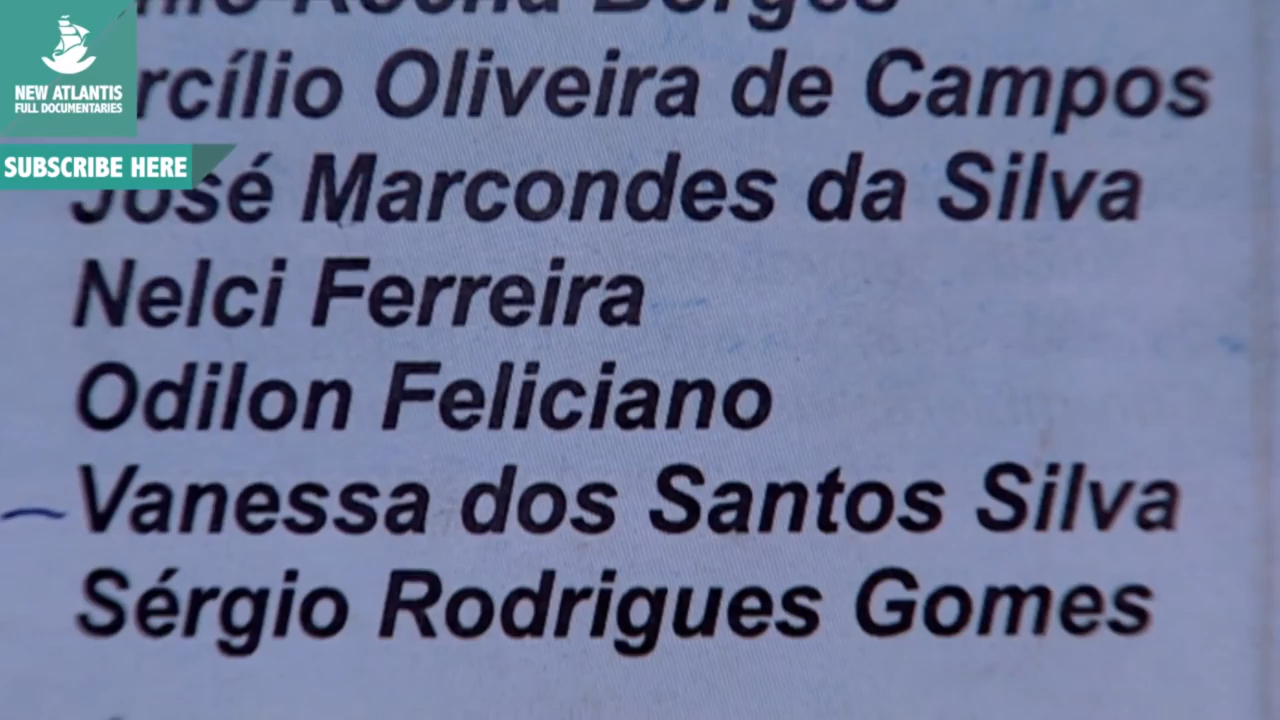 NEW ATLANTIS
FULL DOCUMENTARIES
SUBSCRIBE HERE
Borges
Oliveira de Campos
José Marcondes da Silva
Nelci Ferreira
Odilon Feliciano
Vanessa dos Santos Silva
Sérgio Rodrigues Gomes